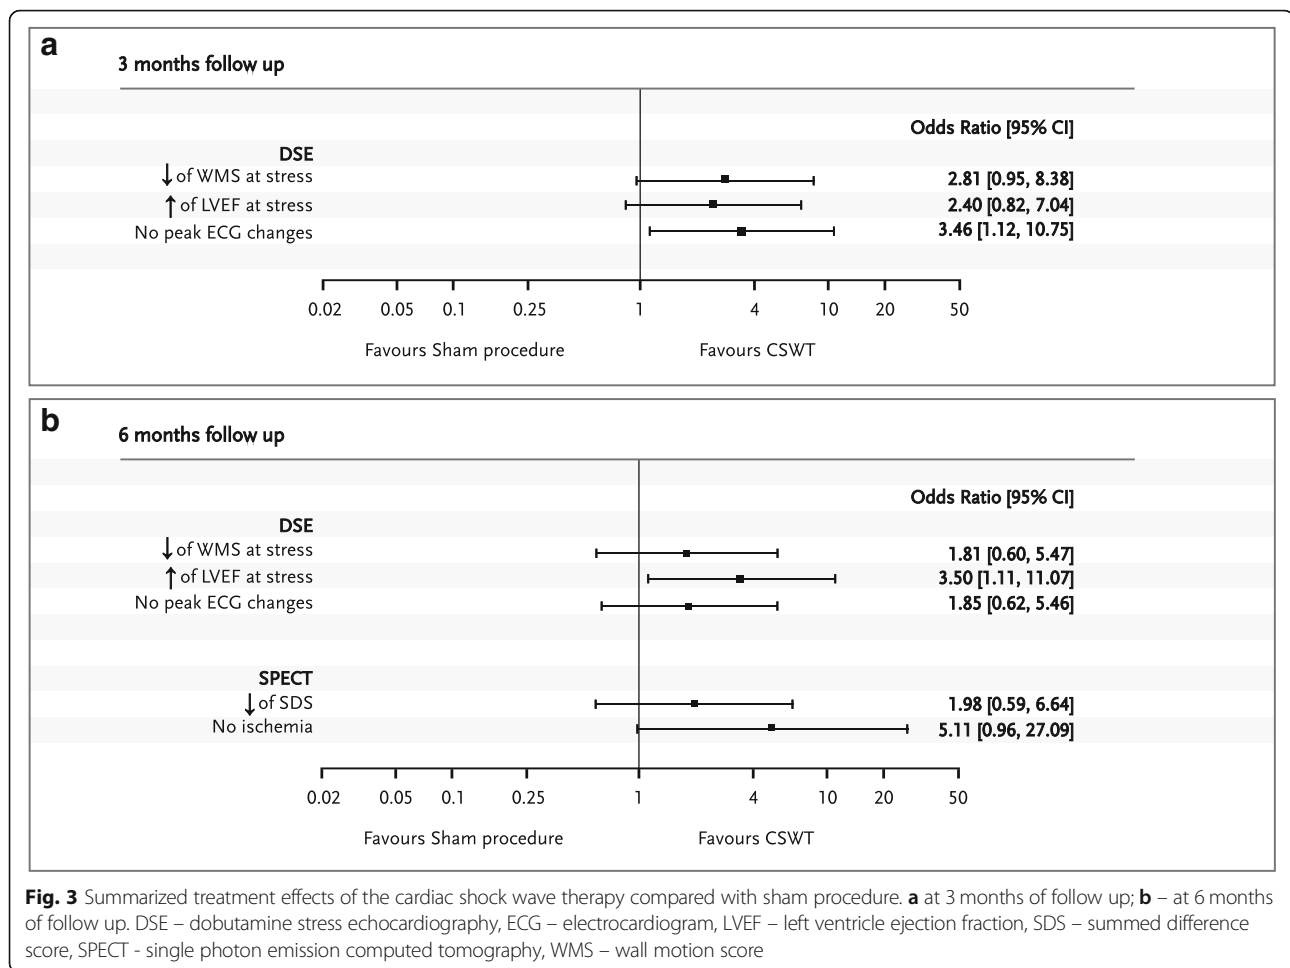 a
3 months follow up
Odds Ratio [95% CI]
DSE
↓ of WMS at stress 2.81 [0.95, 8.38]
↑ of LVEF at stress 2.40 [0.82, 7.04]
No peak ECG changes 3.46 [1.12, 10.75]
0.02 0.05 0.1 0.25 1 4 10 20 50
Favours Sham procedure Favours CSWT
b
6 months follow up
Odds Ratio [95% CI]
DSE
↓ of WMS at stress 1.81 [0.60, 5.47]
↑ of LVEF at stress 3.50 [1.11, 11.07]
No peak ECG changes 1.85 [0.62, 5.46]
SPECT
↓ of SDS 1.98 [0.59, 6.64]
No ischemia 5.11 [0.96, 27.09]
0.02 0.05 0.1 0.25 1 4 10 20 50
Favours Sham procedure Favours CSWT
Fig. 3 Summarized treatment effects of the cardiac shock wave therapy compared with sham procedure. a at 3 months of follow up; b – at 6 months
of follow up. DSE – dobutamine stress echocardiography, ECG – electrocardiogram, LVEF – left ventricle ejection fraction, SDS – summed difference
score, SPECT - single photon emission computed tomography, WMS – wall motion score